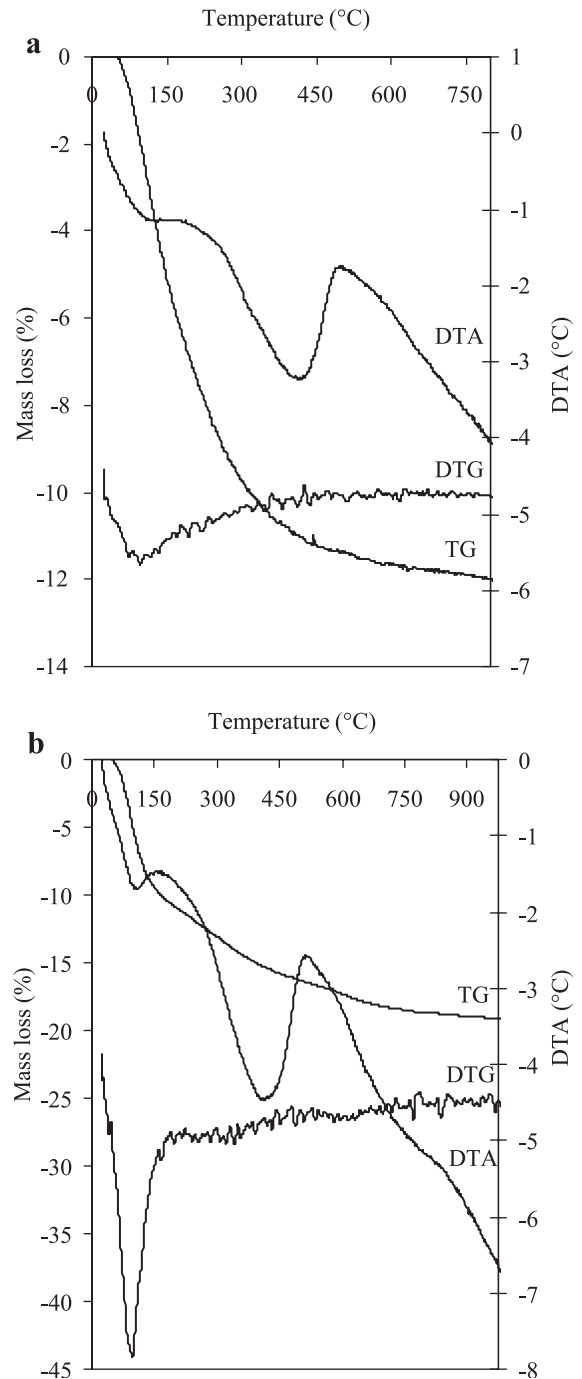 Temperature (°C)
a
0 1
0 150 300 450 600 750
-2 0
-4 -1
-6 -2
-8 -3
-10 -4
-12 -5
-14 -6
-7
Mass loss (%)
DTA (°C)
DTA
DTG
TG
Temperature (°C)
b
0 0
0 150 300 450 600 750 900
-5 -1
-10 -2
-15 -3
-20 -4
-25 -5
-30 -6
-35 -7
-40 -8
-45
Mass loss (%)
DTA (°C)
TG
DTG
DTA